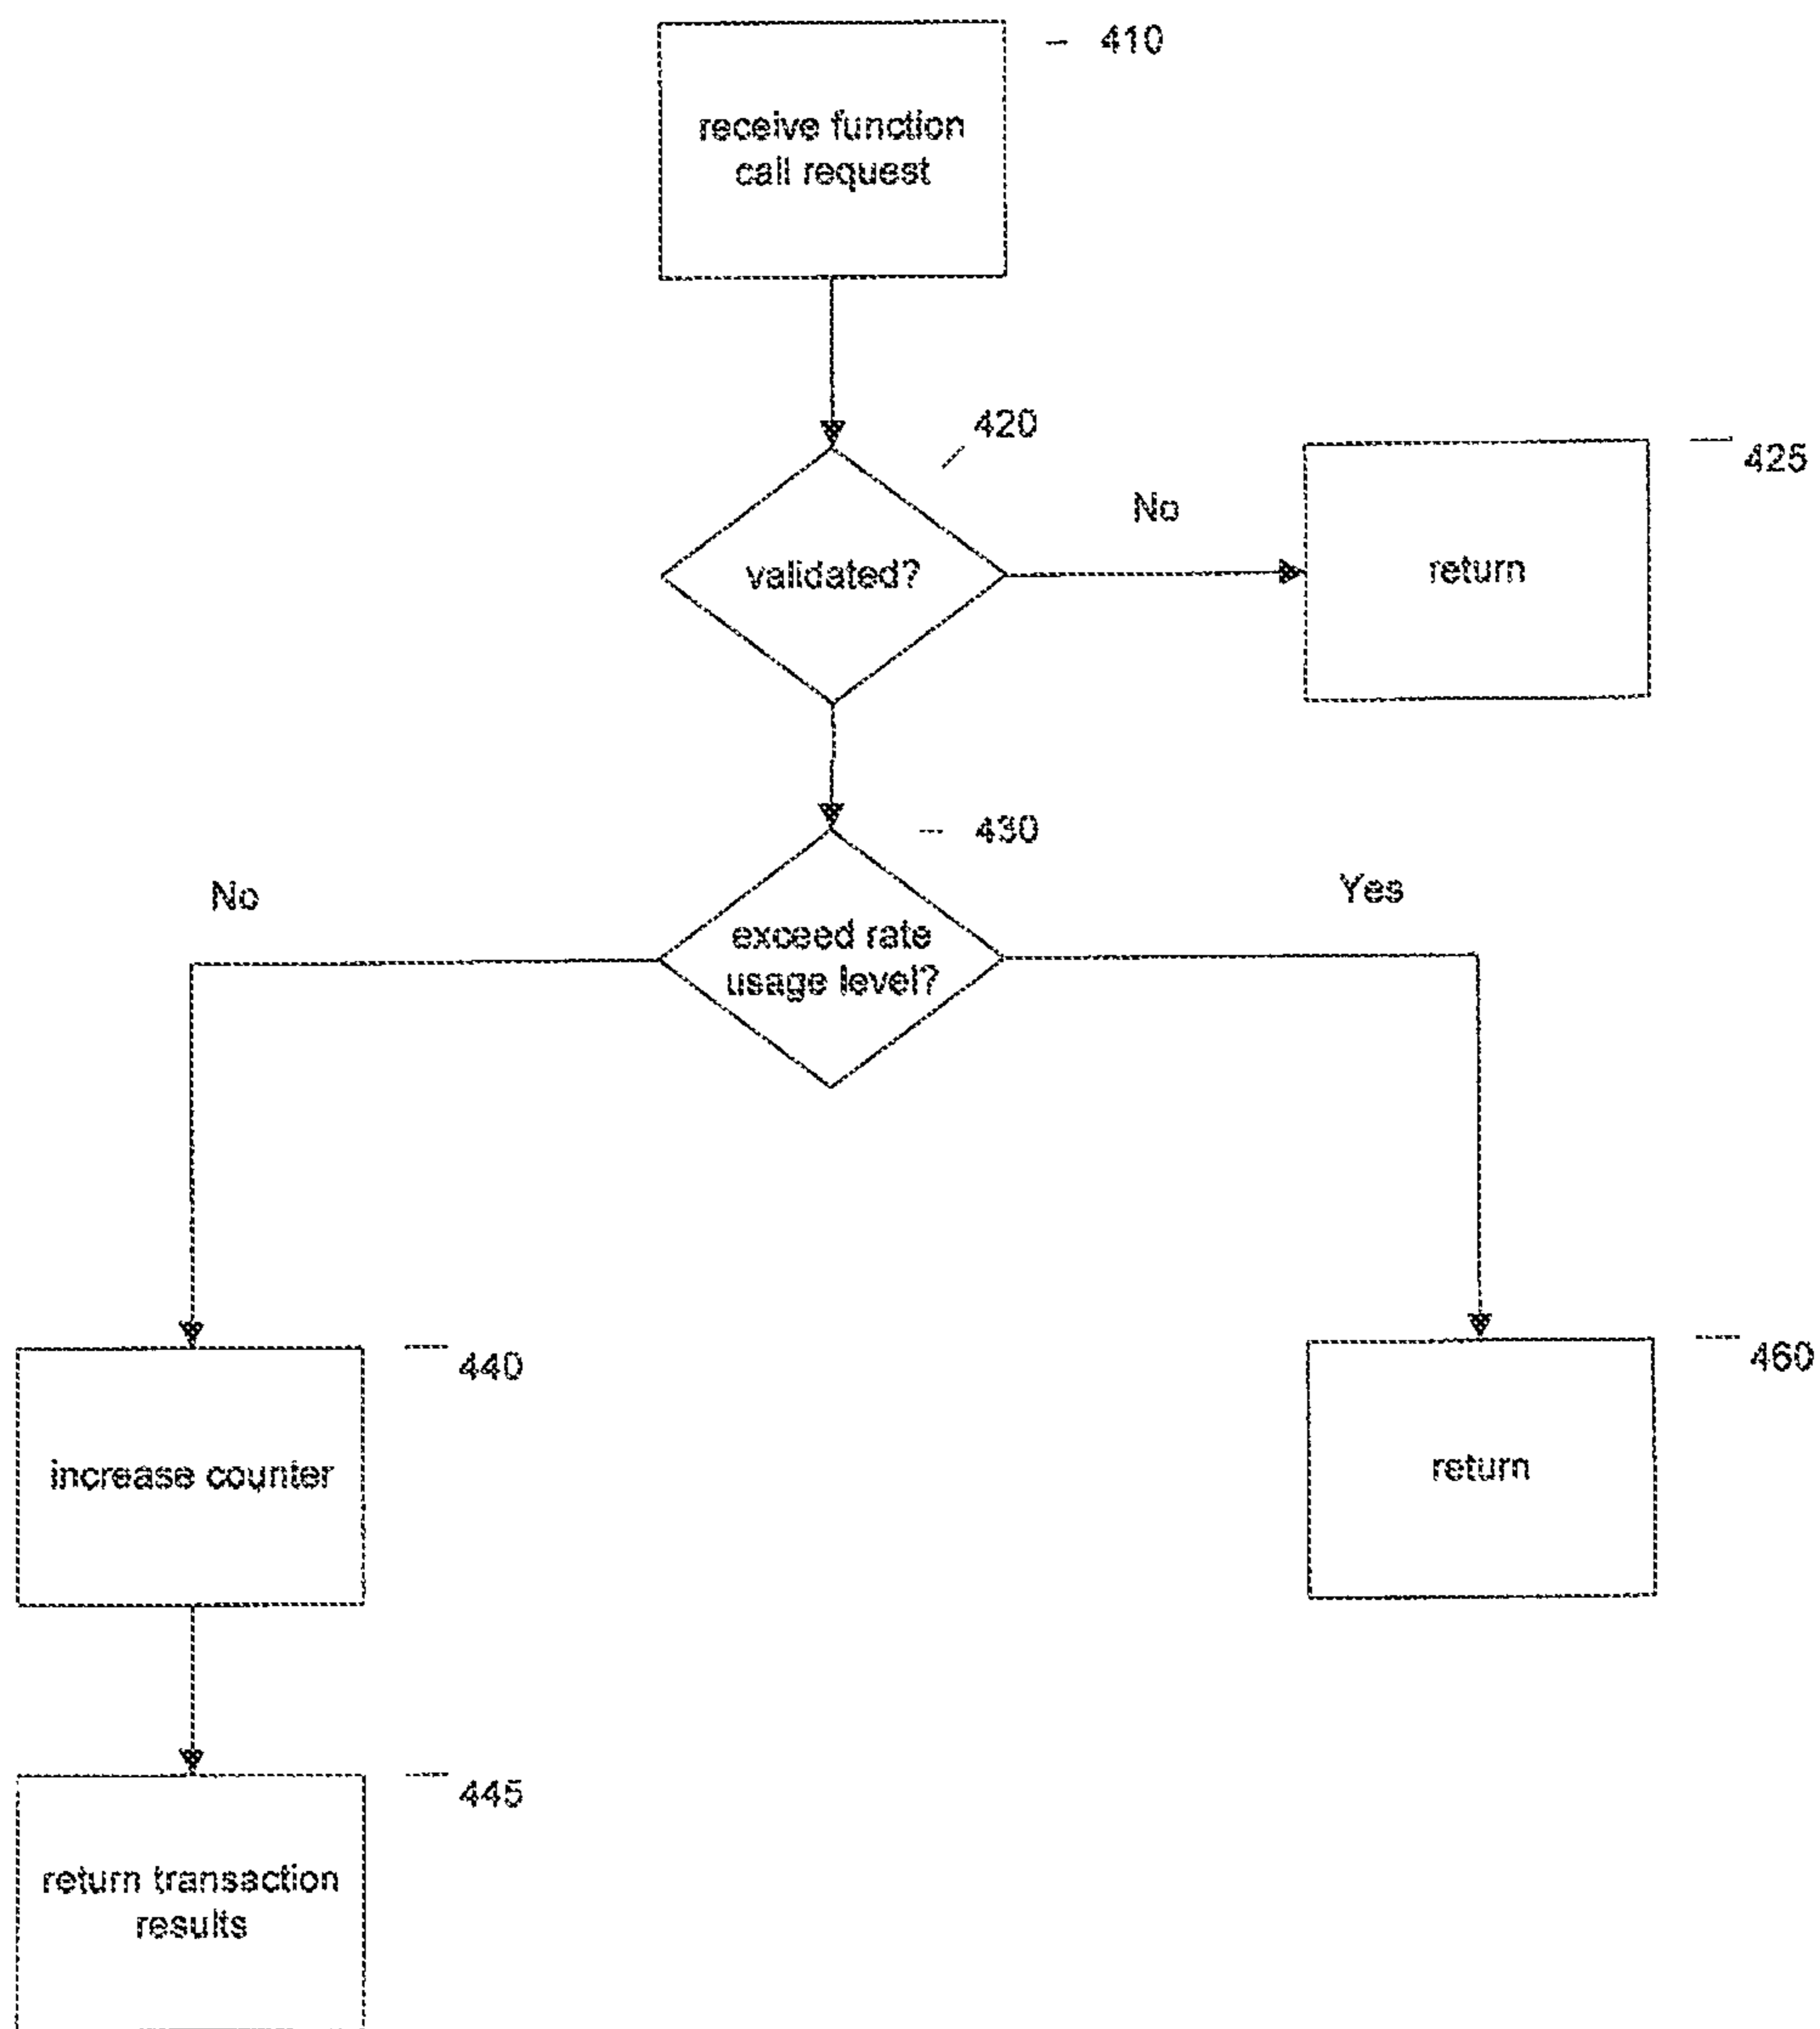 410
receive function
call request
420
validated?
No
425
return
430
exceed rate
usage level?
No
Yes
440
increase counter
460
return
445
return transaction
results